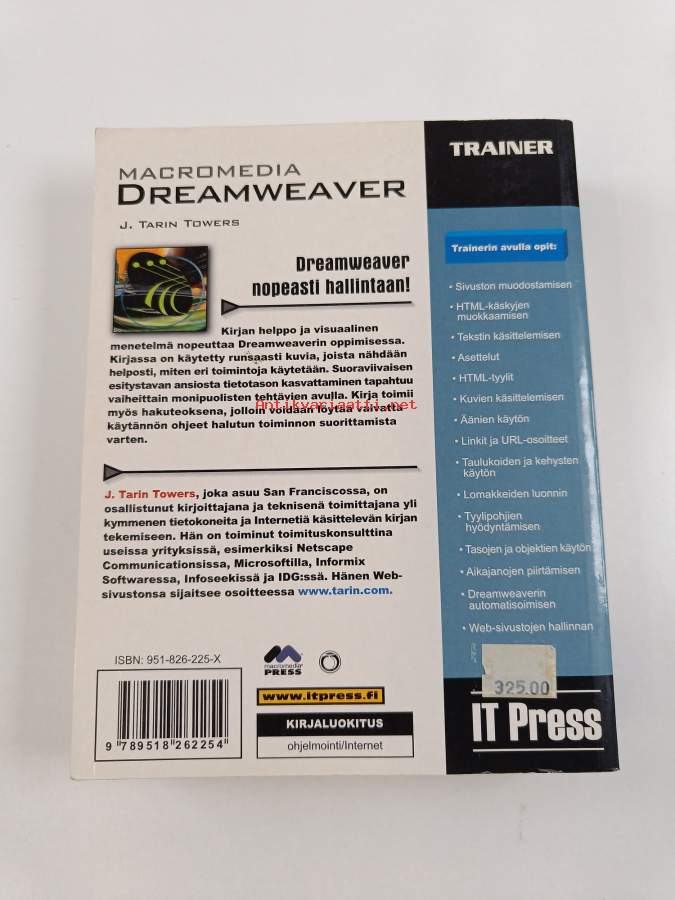 MACROMEDIA
DREAMWEAVER
J. TARIN TOWERS
Dreamweaver
nopeasti hallintaan!
Kirjan helppo ja visuaalinen
menetelmä nopeuttaa Dreamweaverin oppimisessa.
Kirjassa on käytetty runsaasti kuvia, joista nähdään
helposti, miten eri toimintoja käytetään. Suoraviivaisen
esitystavan ansiosta tietotason kasvattaminen tapahtuu
vaiheittain monipuolisten tehtävien avulla. Kirja toimii
myös hakuteoksena, jolloin voidaan löytää vaivatta
käytännön ohjeet halutun toiminnon suorittamista
varten.
Antikvariaatti.net
J. Tarin Towers, joka asuu San Franciscossa, on
osallistunut kirjoittajana ja teknisenä toimittajana yli
kymmenen tietokoneita ja Internetiä käsittelevän kirjan
tekemiseen. Hän on toiminut toimituskonsulttina
useissa yrityksissä, esimerkiksi Netscape
Communicationsissa, Microsoftilla, Informix
Softwaressa, Infoseekissä ja IDG:ssä. Hänen Web-
sivustonsa sijaitsee osoitteessa www.tarin.com.
ISBN: 951-826-225-X
9 789518 262254
macromedia
PRESS
www.itpress.fi
KIRJALUOKITUS
ohjelmointi/Internet
TRAINER
Trainerin avulla opit:
• Sivuston muodostamisen
• HTML-käskyjen
muokkaamisen
• Tekstin käsittelemisen
• Asettelut
• HTML-tyylit
• Kuvien käsittelemisen
• Äänien käytön
• Linkit ja URL-osoitteet
• Taulukoiden ja kehysten
käytön
• Lomakkeiden luonnin
• Tyylipohjien
hyödyntämisen
• Tasojen ja objektien käytön
• Aikajanojen piirtämisen
• Dreamweaverin
automatisoimisen
• Web-sivustojen hallinnan
325.00
IT Press